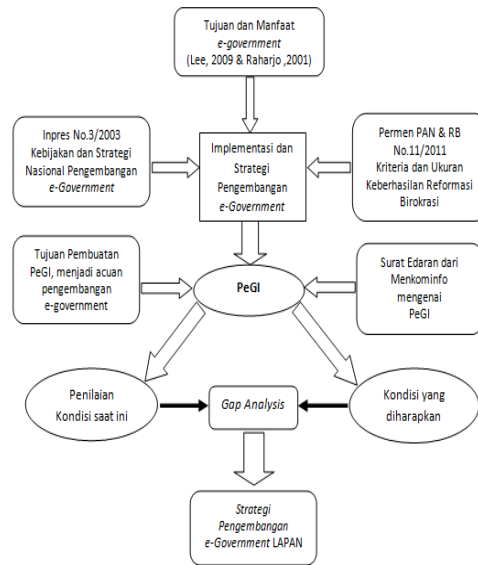 Tujuan dan Manfaat
e-government
(Lee, 2009 & Raharjo ,2001)
Inpres No.3/2003
Kebijakan dan Strategi
Nasional Pengembangan
e-Government
Implementasi dan
Strategi
Pengembangan
e-Government
Permen PAN & RB
No.11/2011
Kriteria dan Ukuran
Keberhasilan Reformasi
Birokrasi
Tujuan Pembuatan
PeGI, menjadi acuan
pengembangan
e-government
PeGI
Surat Edaran dari
Menkominfo
mengenai
PeGI
Penilaian
Kondisi saat ini
Gap Analysis
Kondisi yang
diharapkan
Strategi
Pengembangan
e-Government LAPAN